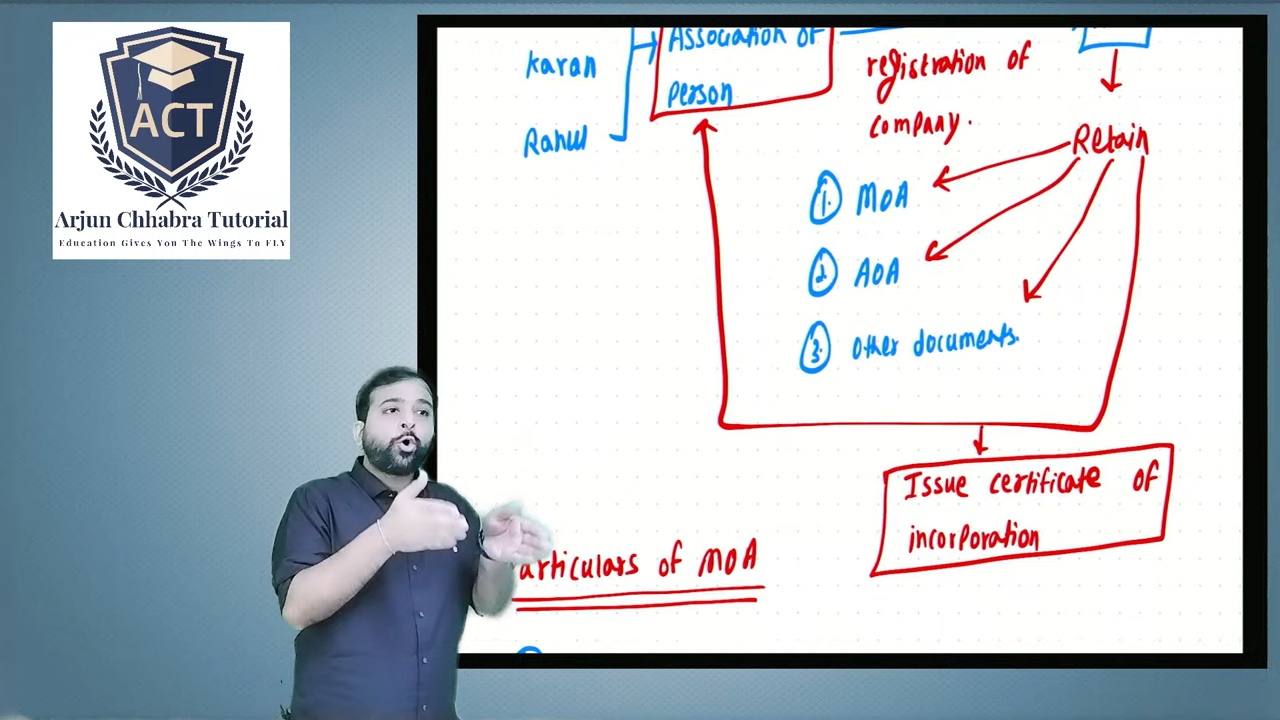 ACT
Arjun Chhabra Tutorial
Education Gives You The Wings To FLY
Karan
Rahul
Association of
Person
registration of
company.
Retain
1. MOA
2. AOA
3. Other documents.
Issue certificate of
incorporation
articulars of MOA